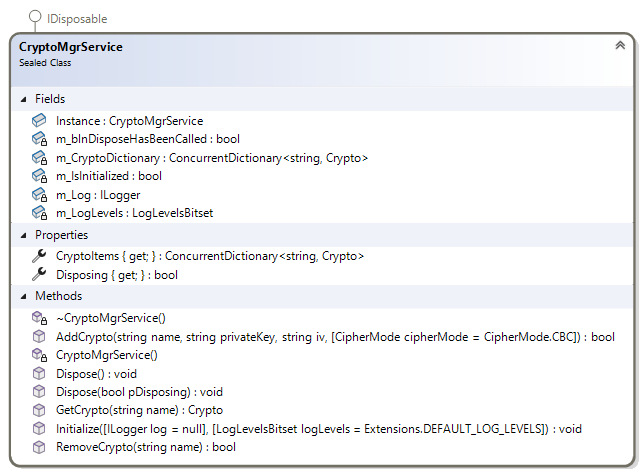 IDisposable
CryptoMgrService
Sealed Class
Fields
Instance : CryptoMgrService
m_bInDisposeHasBeenCalled : bool
m_CryptoDictionary : ConcurrentDictionary<string, Crypto>
m_IsInitialized : bool
m_Log : ILogger
m_LogLevels : LogLevelsBitset
Properties
CryptoItems { get; } : ConcurrentDictionary<string, Crypto>
Disposing { get; } : bool
Methods
~CryptoMgrService()
AddCrypto(string name, string privateKey, string iv, [CipherMode cipherMode = CipherMode.CBC]) : bool
CryptoMgrService()
Dispose() : void
Dispose(bool pDisposing) : void
GetCrypto(string name) : Crypto
Initialize([ILogger log = null], [LogLevelsBitset logLevels = Extensions.DEFAULT_LOG_LEVELS]) : void
RemoveCrypto(string name) : bool